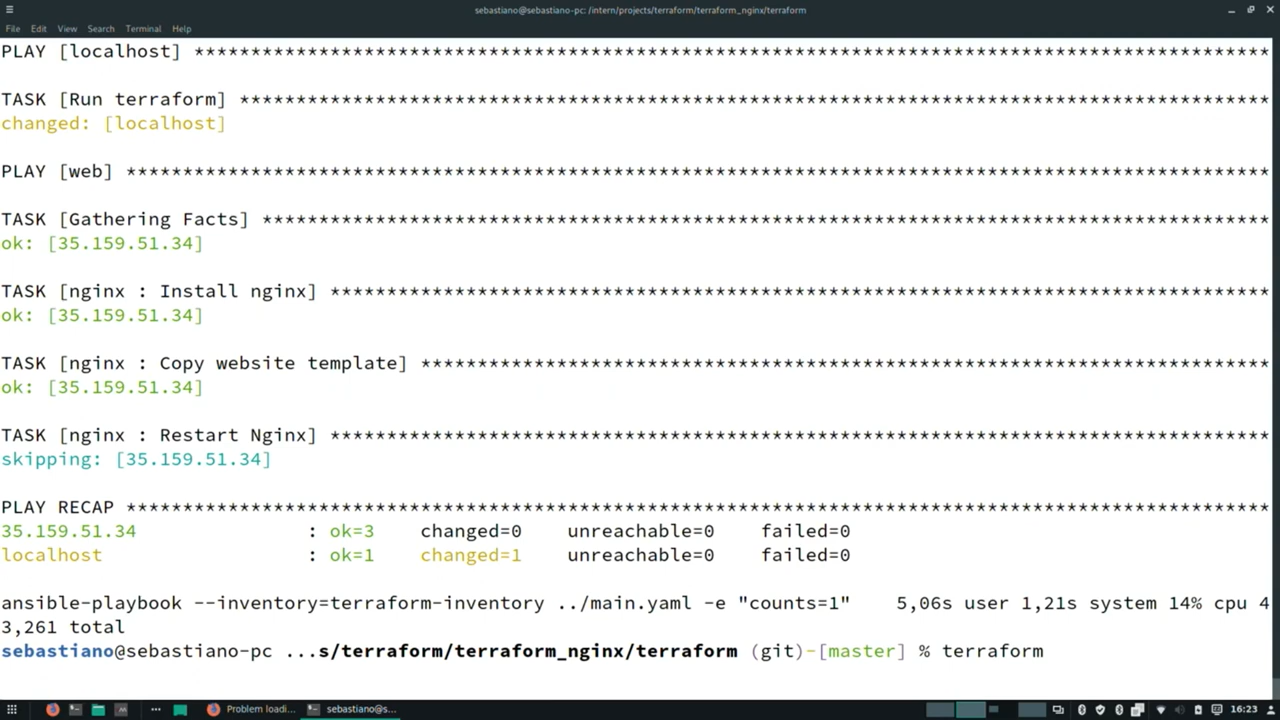 sebastiano@sebastiano-pc: /intern/projects/terraform/terraform_nginx/terraform
File Edit View Search Terminal Help
PLAY [localhost] ***********************************************************************************************
TASK [Run terraform] *******************************************************************************************
changed: [localhost]
PLAY [web] *****************************************************************************************************
TASK [Gathering Facts] *****************************************************************************************
ok: [35.159.51.34]
TASK [nginx : Install nginx] ***********************************************************************************
ok: [35.159.51.34]
TASK [nginx : Copy website template] ***************************************************************************
ok: [35.159.51.34]
TASK [nginx : Restart Nginx] ***********************************************************************************
skipping: [35.159.51.34]
PLAY RECAP *****************************************************************************************************
35.159.51.34 : ok=3 changed=0 unreachable=0 failed=0
localhost : ok=1 changed=1 unreachable=0 failed=0
ansible-playbook --inventory=terraform-inventory ../main.yaml -e "counts=1" 5,06s user 1,21s system 14% cpu 4
3,261 total
sebastiano@sebastiano-pc ...s/terraform/terraform_nginx/terraform (git)-[master] % terraform
Problem loadi... sebastiano@s... 16:23